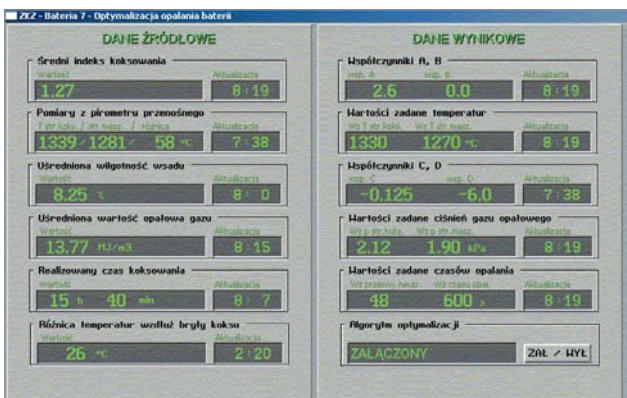 ZK2 - Bateria 7 - Optymalizacja opalania baterii
DANE ŹRÓDŁOWE
Średni indeks koksowania
Wartość Aktualizacja
1.27 8:19
Pomiary z pirometru przenośnego
T str.koks. / str.masz. / różnica Aktualizacja
1339 / 1281 / 58 °C 7:38
Uśredniona wilgotność wsadu
Wartość Aktualizacja
8.25 % 8: 0
Uśredniona wartość opałowa gazu
Wartość Aktualizacja
13.77 MJ/m3 8:15
Realizowany czas koksowania
Wartość Aktualizacja
15 h 40 min 8: 7
Różnica temperatur wzdłuż bryły koksu
Wartość Aktualizacja
26 °C 2:20
DANE WYNIKOWE
Współczynniki A, B
wsp. A wsp. B Aktualizacja
2.6 0.0 8:19
Wartości zadane temperatur
Wz T str.koks. Wz T str.masz. Aktualizacja
1330 1270 °C 8:19
Współczynniki C, D
wsp. C wsp. D Aktualizacja
-0.125 -6.0 7:38
Wartości zadane ciśnień gazu opałowego
Wz p str.koks. Wz p str.masz. Aktualizacja
2.12 1.90 kPa 8:19
Wartości zadane czasów opalania
Wz przerwy neutr. Wz czasu opal. Aktualizacja
48 600 s 8:19
Algorytm optymalizacji
ZAŁĄCZONY ZAŁ / WYŁ